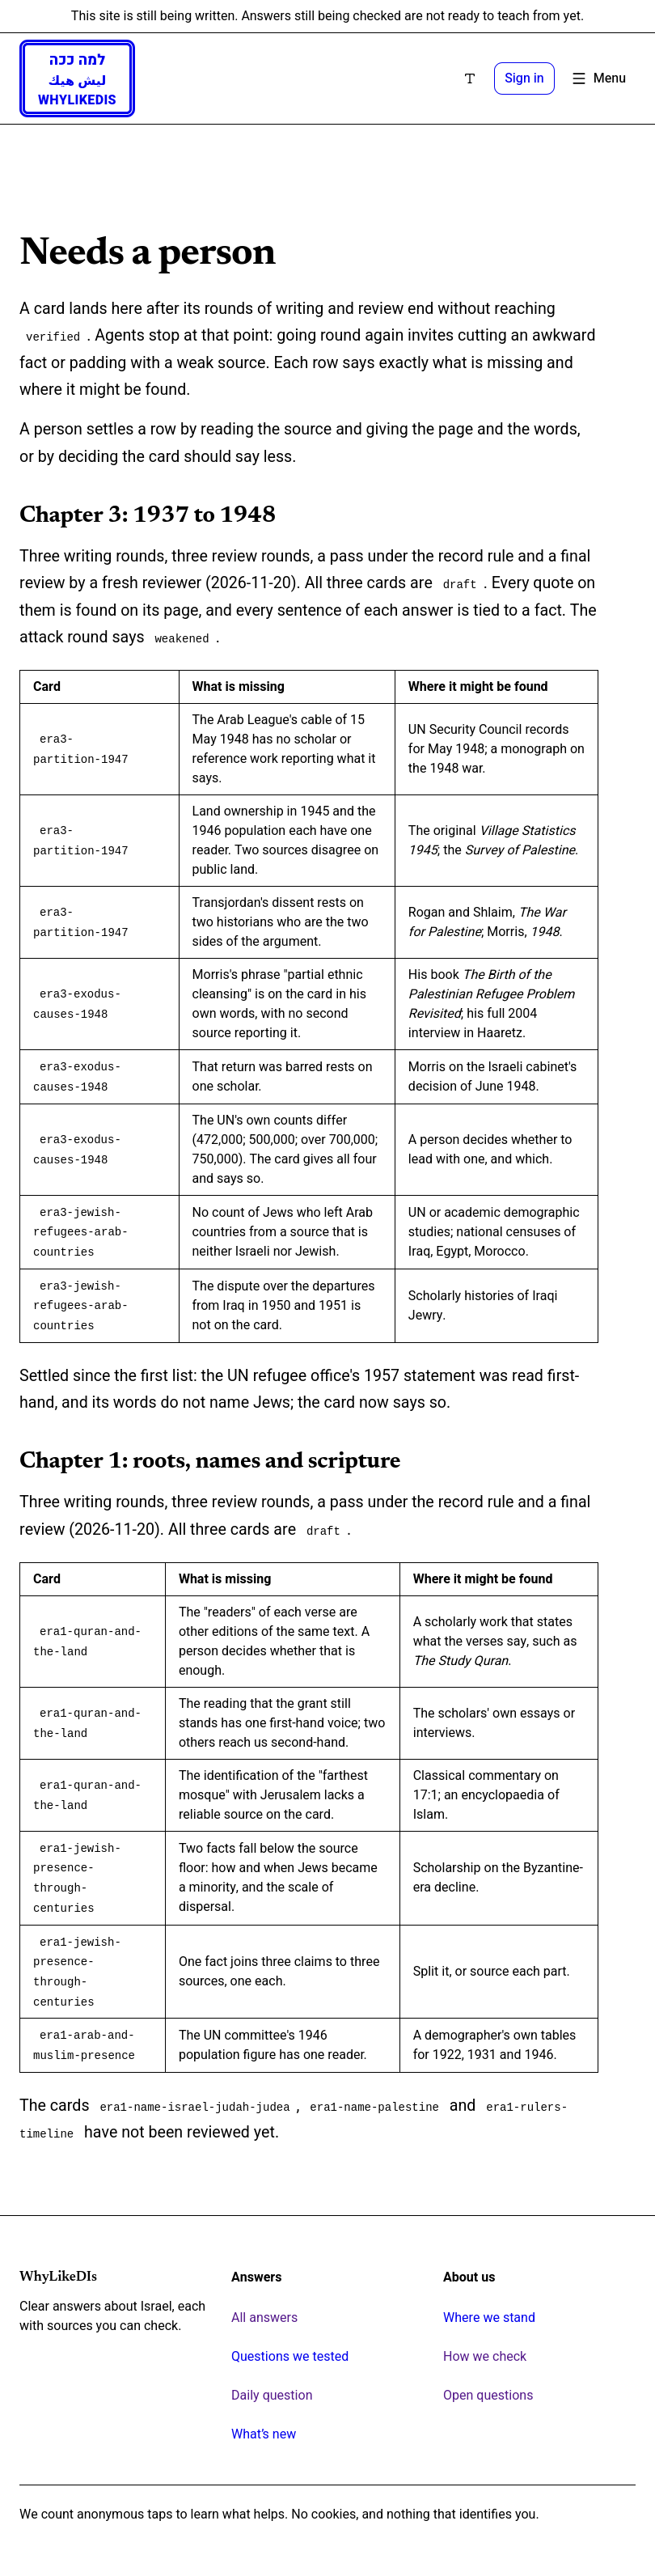 This site is still being written. Answers still being checked are not ready to teach from yet.
למה ככה
ليش هيك
WHYLIKEDIS
T
Sign in
Menu
Needs a person
A card lands here after its rounds of writing and review end without reaching
verified . Agents stop at that point: going round again invites cutting an awkward
fact or padding with a weak source. Each row says exactly what is missing and
where it might be found.
A person settles a row by reading the source and giving the page and the words,
or by deciding the card should say less.
Chapter 3: 1937 to 1948
Three writing rounds, three review rounds, a pass under the record rule and a final
review by a fresh reviewer (2026-11-20). All three cards are draft . Every quote on
them is found on its page, and every sentence of each answer is tied to a fact. The
attack round says weakened .
Card
What is missing
Where it might be found
era3-
partition-1947
The Arab League's cable of 15
May 1948 has no scholar or
reference work reporting what it
says.
UN Security Council records
for May 1948; a monograph on
the 1948 war.
era3-
partition-1947
Land ownership in 1945 and the
1946 population each have one
reader. Two sources disagree on
public land.
The original Village Statistics
1945; the Survey of Palestine.
era3-
partition-1947
Transjordan's dissent rests on
two historians who are the two
sides of the argument.
Rogan and Shlaim, The War
for Palestine; Morris, 1948.
era3-exodus-
causes-1948
Morris's phrase "partial ethnic
cleansing" is on the card in his
own words, with no second
source reporting it.
His book The Birth of the
Palestinian Refugee Problem
Revisited; his full 2004
interview in Haaretz.
era3-exodus-
causes-1948
That return was barred rests on
one scholar.
Morris on the Israeli cabinet's
decision of June 1948.
era3-exodus-
causes-1948
The UN's own counts differ
(472,000; 500,000; over 700,000;
750,000). The card gives all four
and says so.
A person decides whether to
lead with one, and which.
era3-jewish-
refugees-arab-
countries
No count of Jews who left Arab
countries from a source that is
neither Israeli nor Jewish.
UN or academic demographic
studies; national censuses of
Iraq, Egypt, Morocco.
era3-jewish-
refugees-arab-
countries
The dispute over the departures
from Iraq in 1950 and 1951 is
not on the card.
Scholarly histories of Iraqi
Jewry.
Settled since the first list: the UN refugee office's 1957 statement was read first-
hand, and its words do not name Jews; the card now says so.
Chapter 1: roots, names and scripture
Three writing rounds, three review rounds, a pass under the record rule and a final
review (2026-11-20). All three cards are draft .
Card
What is missing
Where it might be found
era1-quran-and-
the-land
The "readers" of each verse are
other editions of the same text. A
person decides whether that is
enough.
A scholarly work that states
what the verses say, such as
The Study Quran.
era1-quran-and-
the-land
The reading that the grant still
stands has one first-hand voice; two
others reach us second-hand.
The scholars' own essays or
interviews.
era1-quran-and-
the-land
The identification of the "farthest
mosque" with Jerusalem lacks a
reliable source on the card.
Classical commentary on
17:1; an encyclopaedia of
Islam.
era1-jewish-
presence-
through-
centuries
Two facts fall below the source
floor: how and when Jews became
a minority, and the scale of
dispersal.
Scholarship on the Byzantine-
era decline.
era1-jewish-
presence-
through-
centuries
One fact joins three claims to three
sources, one each.
Split it, or source each part.
era1-arab-and-
muslim-presence
The UN committee's 1946
population figure has one reader.
A demographer's own tables
for 1922, 1931 and 1946.
The cards era1-name-israel-judah-judea , era1-name-palestine and era1-rulers-
timeline have not been reviewed yet.
WhyLikeDIs
Clear answers about Israel, each
with sources you can check.
Answers
All answers
Questions we tested
Daily question
What's new
About us
Where we stand
How we check
Open questions
We count anonymous taps to learn what helps. No cookies, and nothing that identifies you.